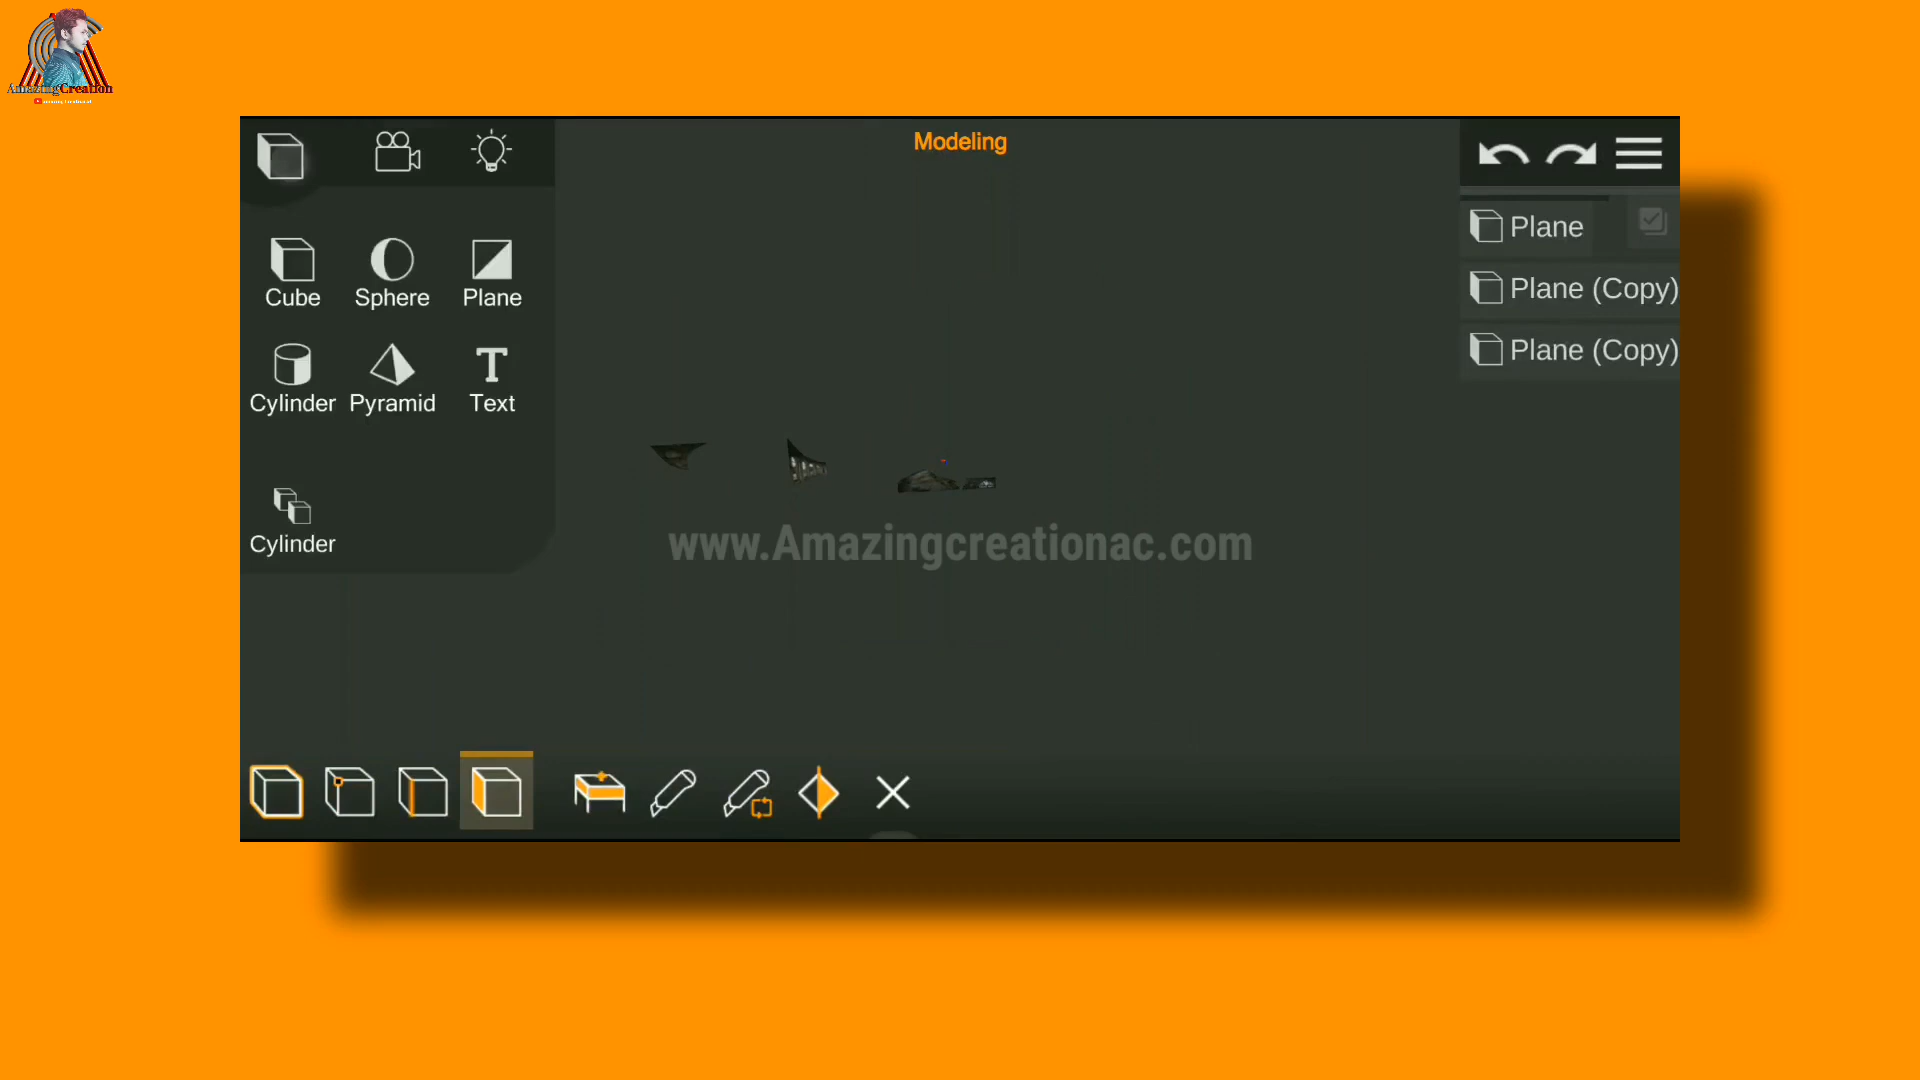 AmazingCreation
Modeling
Plane
Plane (Copy)
Plane (Copy)
Cube
Sphere
Plane
Cylinder
Pyramid
Text
Cylinder
www.Amazingcreationac.com